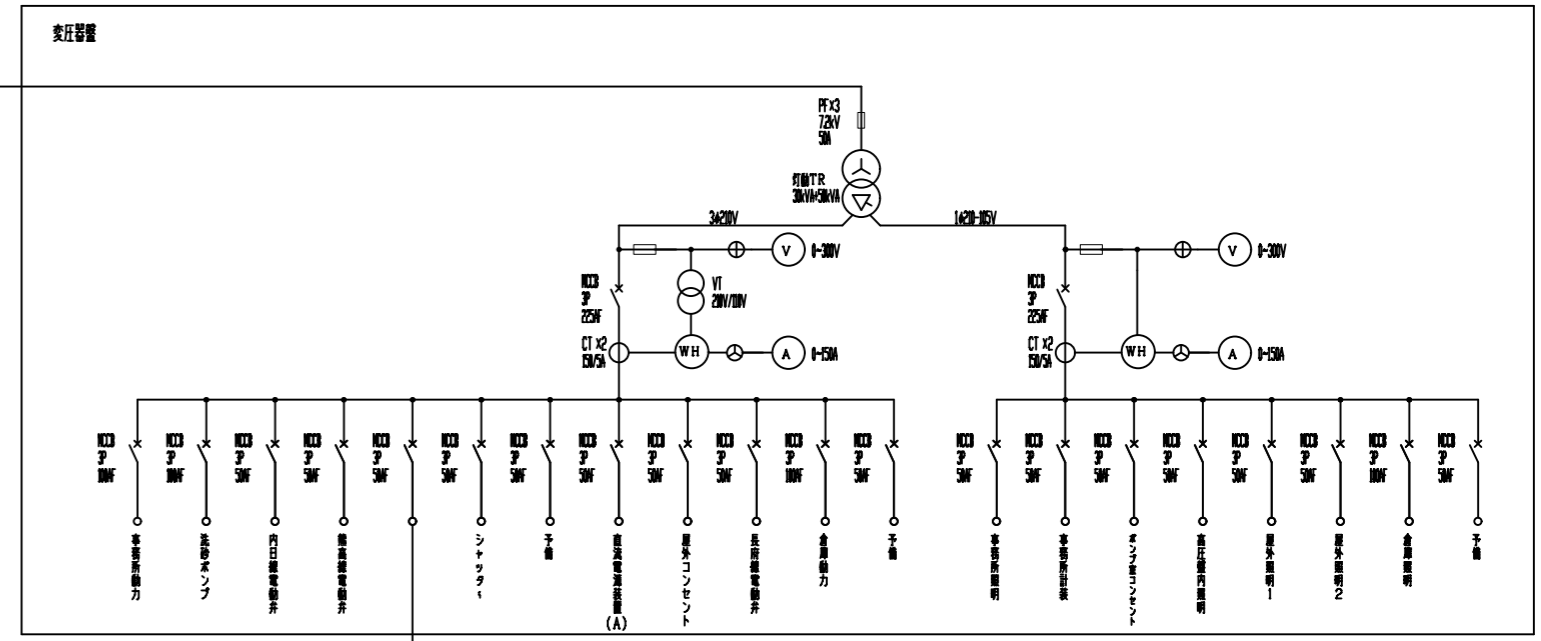 変圧器盤
PF×3
7.2kV
50A
灯動TR
30kVA+50kVA
3φ210V
1φ210-105V
V
0~300V
V
0~300V
MCCB
3P
225AF
VT
210V/110V
MCCB
3P
225AF
CT ×2
150/5A
WH
A
0~150A
CT ×2
150/5A
WH
A
0~150A
MCCB
3P
100AF
MCCB
3P
100AF
MCCB
3P
50AF
MCCB
3P
50AF
MCCB
3P
50AF
MCCB
3P
50AF
MCCB
3P
50AF
MCCB
3P
50AF
MCCB
3P
50AF
MCCB
3P
50AF
MCCB
3P
100AF
MCCB
3P
50AF
MCCB
3P
50AF
MCCB
3P
50AF
MCCB
3P
50AF
MCCB
3P
50AF
MCCB
3P
50AF
MCCB
3P
50AF
MCCB
3P
100AF
MCCB
3P
50AF
事務所動力
洗砂ポンプ
内日線電動弁
電動弁
シャッター
予備
直流電源装置
(A)
屋外コンセント
長府線電動弁
倉庫動力
予備
事務所照明
事務所計装
ポンプ室コンセント
高圧盤内照明
屋外照明1
屋外照明2
倉庫照明
予備